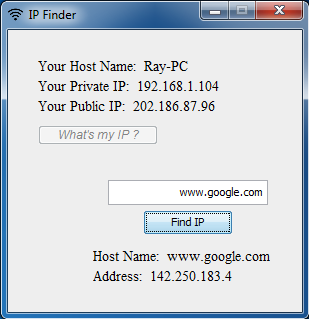 IP Finder
Your Host Name: Ray-PC
Your Private IP: 192.168.1.104
Your Public IP: 202.186.87.96
What's my IP ?
www.google.com
Find IP
Host Name: www.google.com
Address: 142.250.183.4